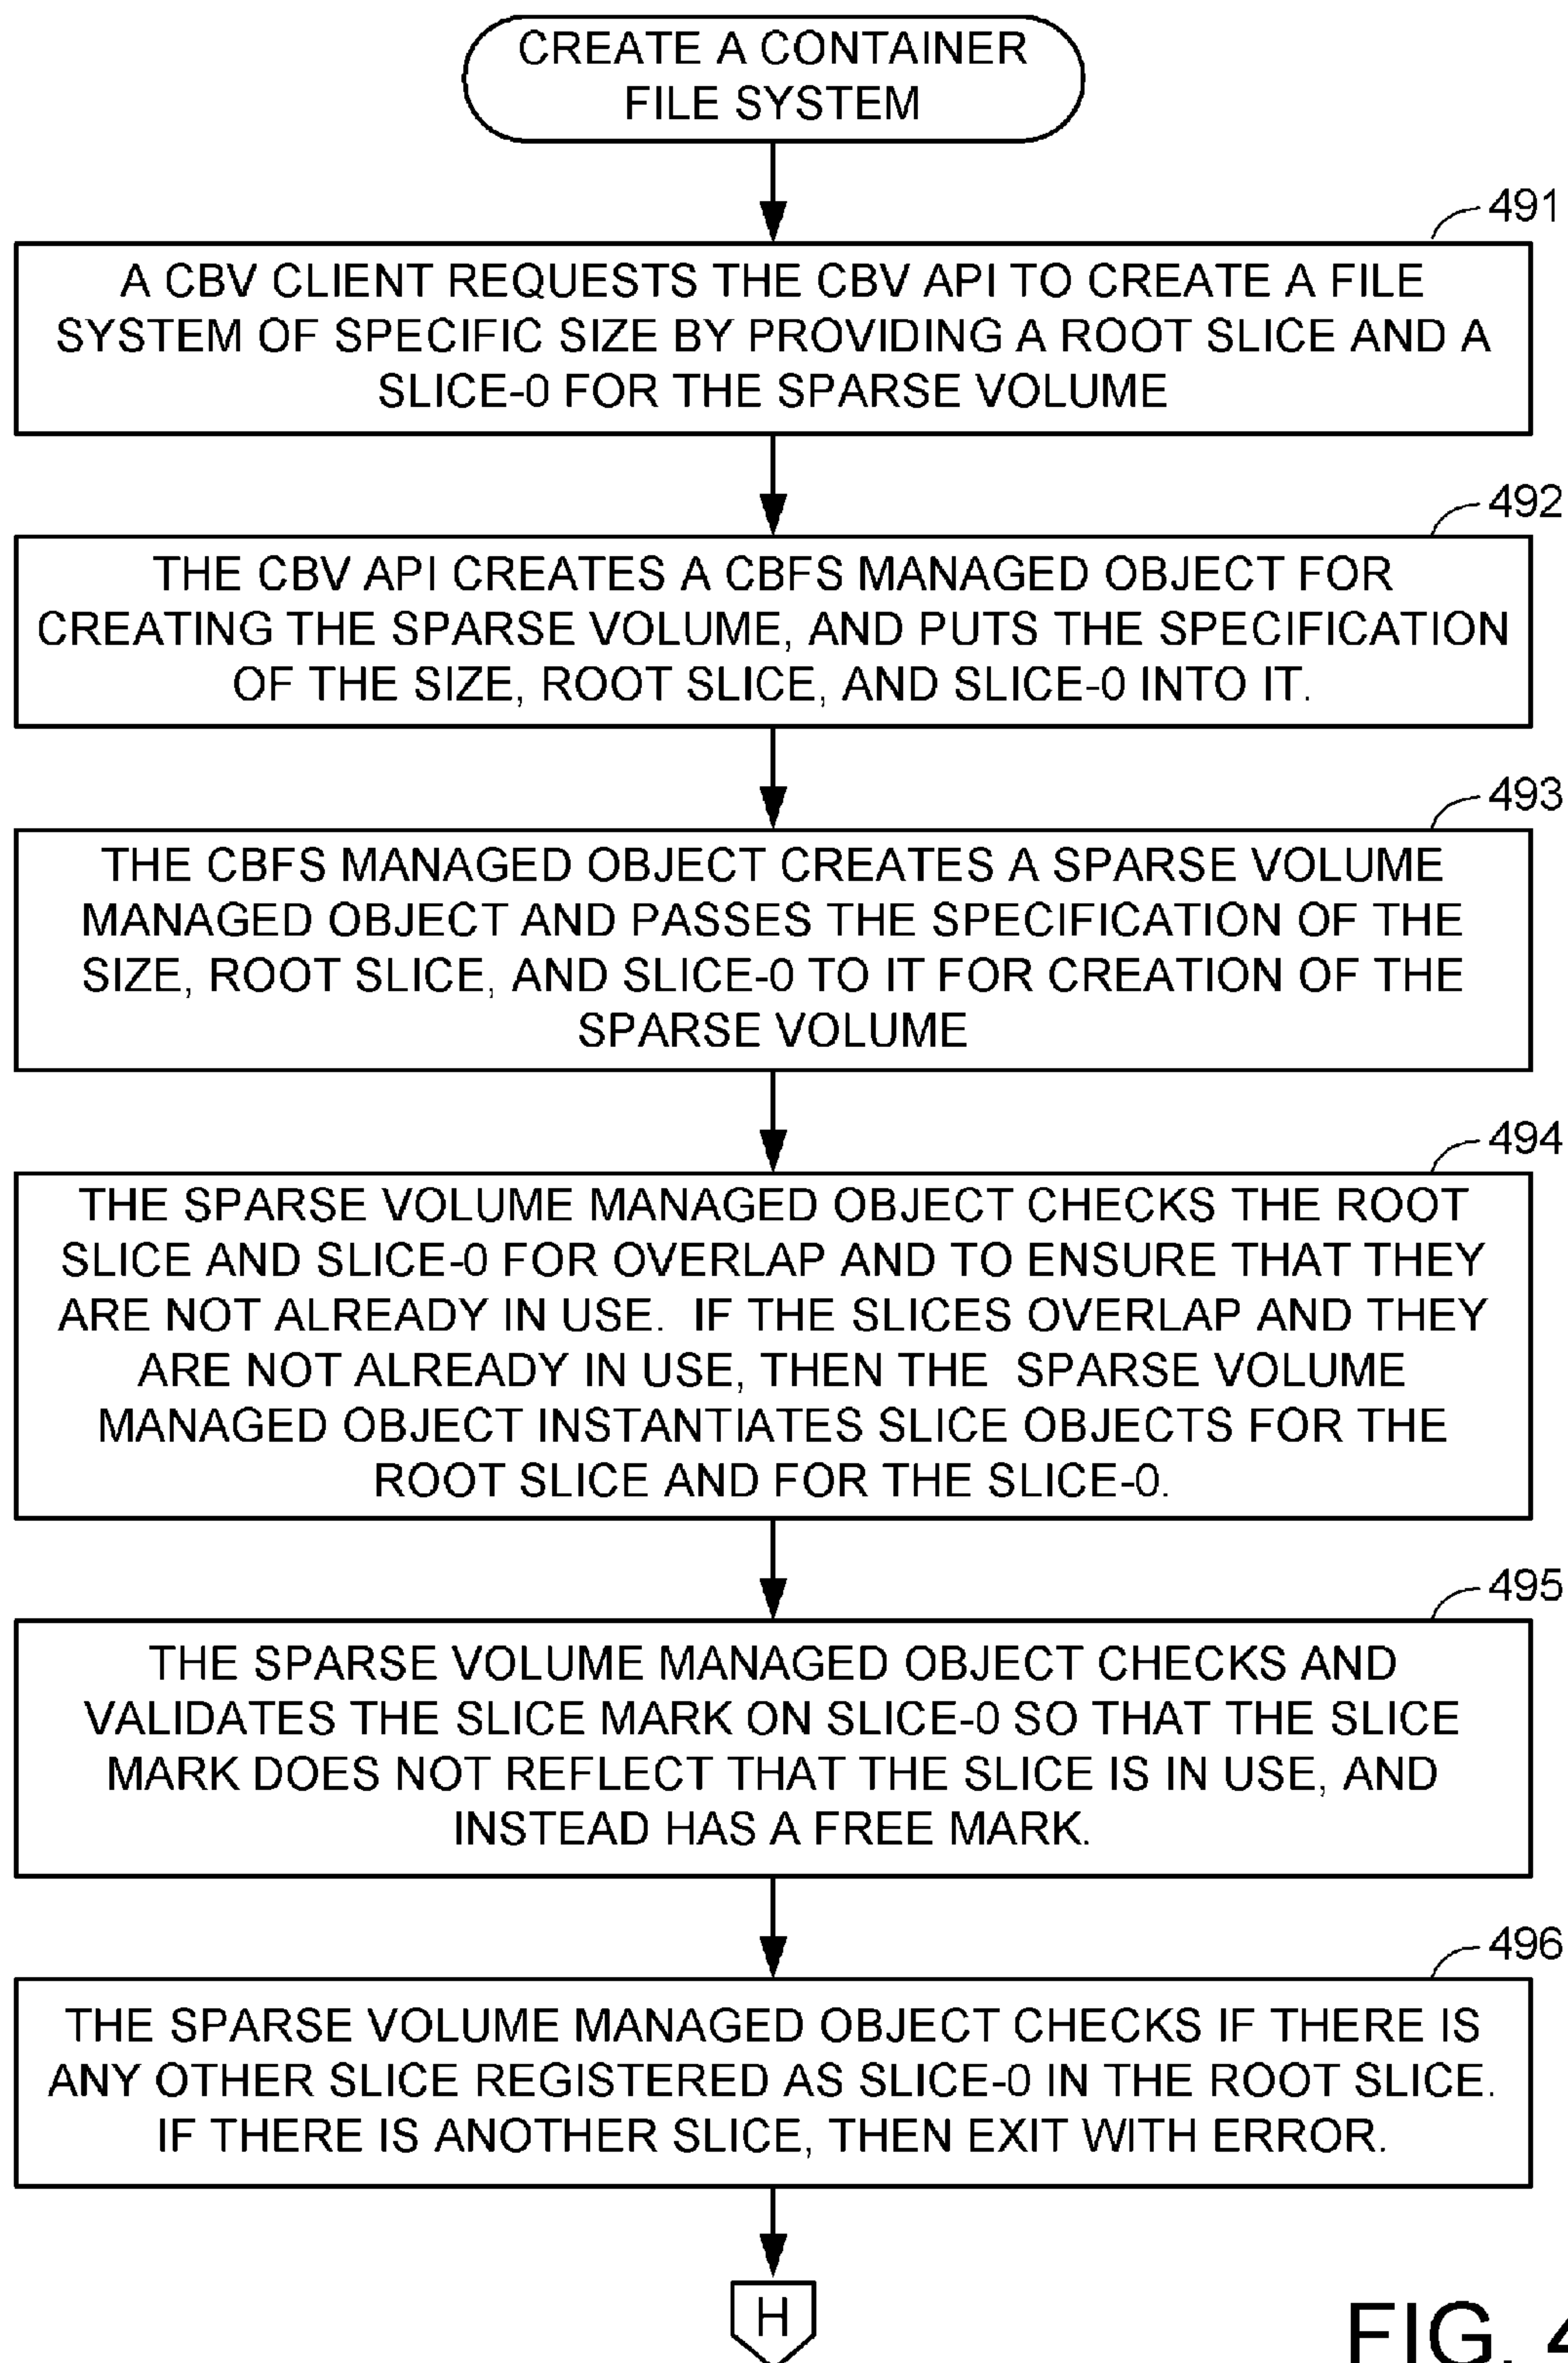 CREATE A CONTAINER
FILE SYSTEM
491
A CBV CLIENT REQUESTS THE CBV API TO CREATE A FILE
SYSTEM OF SPECIFIC SIZE BY PROVIDING A ROOT SLICE AND A
SLICE-0 FOR THE SPARSE VOLUME
492
THE CBV API CREATES A CBFS MANAGED OBJECT FOR
CREATING THE SPARSE VOLUME, AND PUTS THE SPECIFICATION
OF THE SIZE, ROOT SLICE, AND SLICE-0 INTO IT.
493
THE CBFS MANAGED OBJECT CREATES A SPARSE VOLUME
MANAGED OBJECT AND PASSES THE SPECIFICATION OF THE
SIZE, ROOT SLICE, AND SLICE-0 TO IT FOR CREATION OF THE
SPARSE VOLUME
494
THE SPARSE VOLUME MANAGED OBJECT CHECKS THE ROOT
SLICE AND SLICE-0 FOR OVERLAP AND TO ENSURE THAT THEY
ARE NOT ALREADY IN USE. IF THE SLICES OVERLAP AND THEY
ARE NOT ALREADY IN USE, THEN THE SPARSE VOLUME
MANAGED OBJECT INSTANTIATES SLICE OBJECTS FOR THE
ROOT SLICE AND FOR THE SLICE-0.
495
THE SPARSE VOLUME MANAGED OBJECT CHECKS AND
VALIDATES THE SLICE MARK ON SLICE-0 SO THAT THE SLICE
MARK DOES NOT REFLECT THAT THE SLICE IS IN USE, AND
INSTEAD HAS A FREE MARK.
496
THE SPARSE VOLUME MANAGED OBJECT CHECKS IF THERE IS
ANY OTHER SLICE REGISTERED AS SLICE-0 IN THE ROOT SLICE.
IF THERE IS ANOTHER SLICE, THEN EXIT WITH ERROR.
H
FIG.